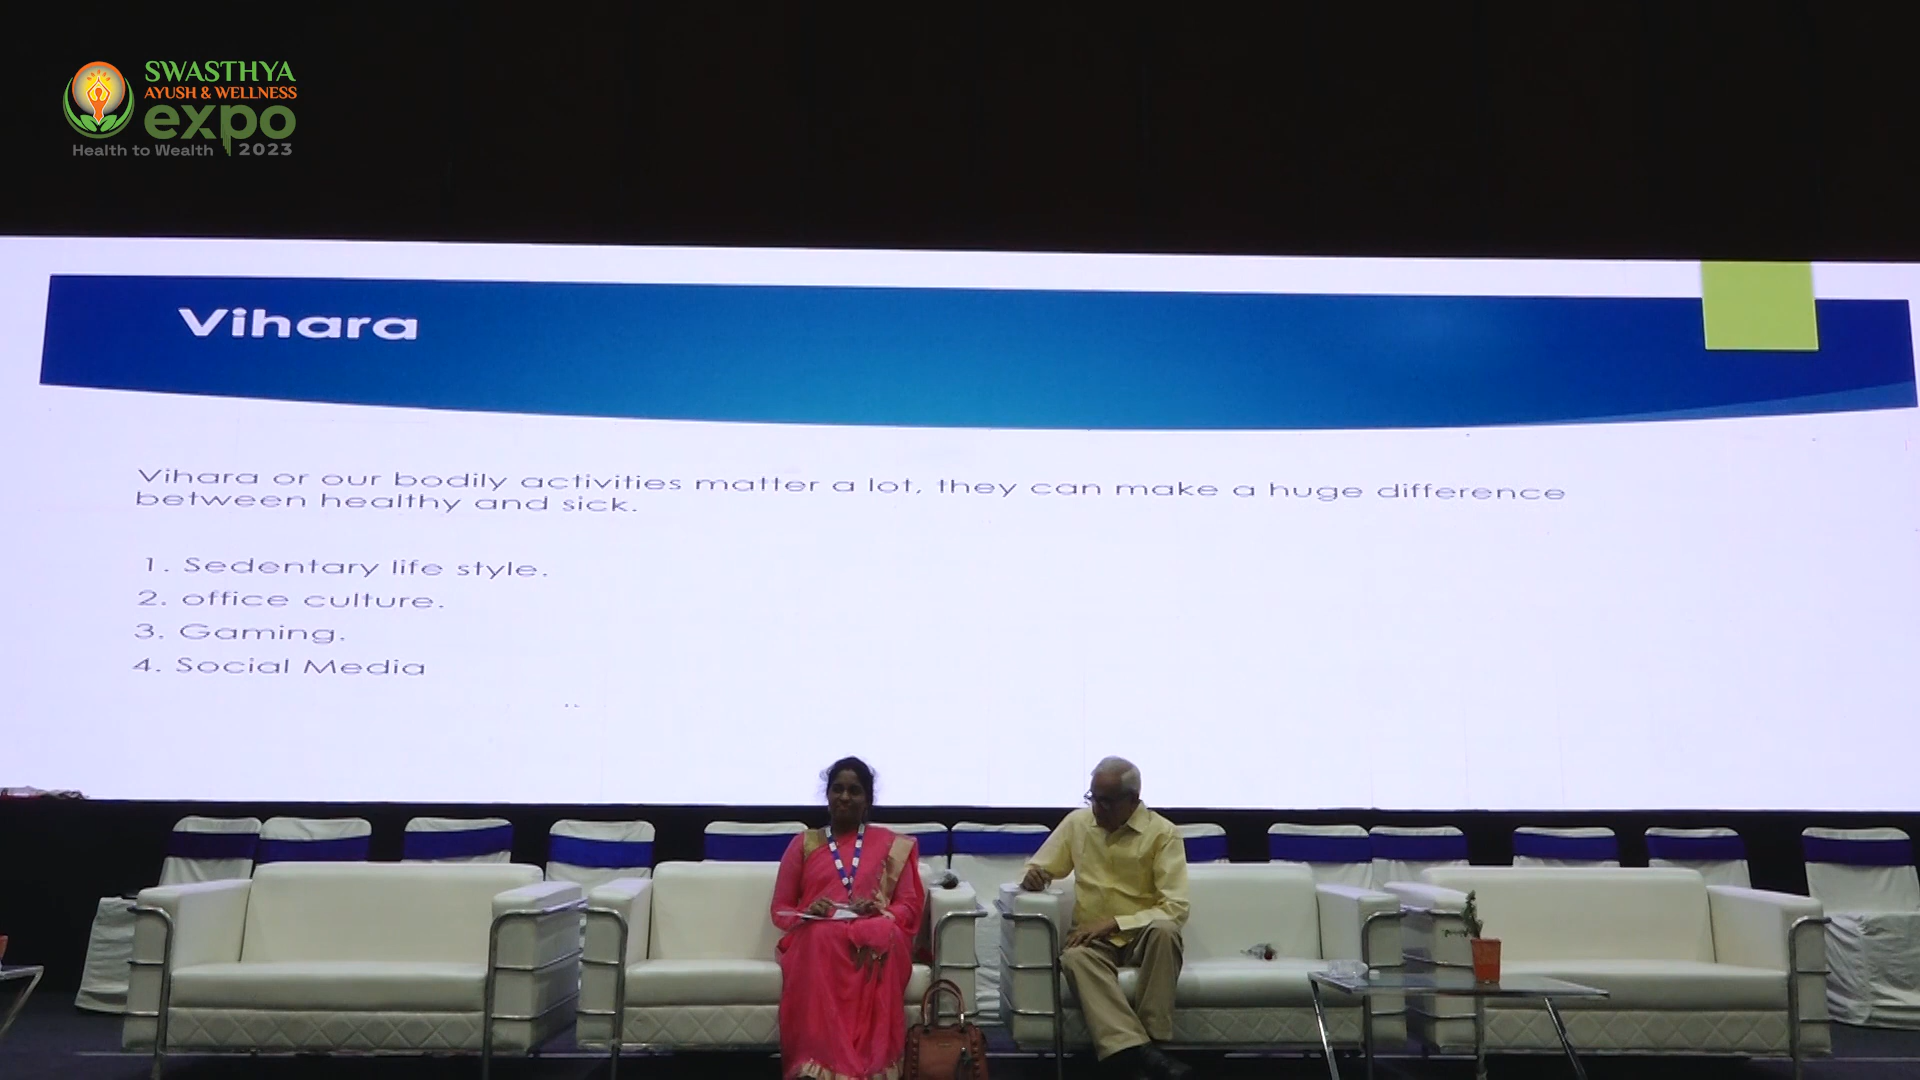 SWASTHYA
AYUSH & WELLNESS
expo
Health to Wealth 2023
Vihara
Vihara or our bodily activities matter a lot, they can make a huge difference
between healthy and sick.
1. Sedentary life style.
2. office culture.
3. Gaming.
4. Social Media